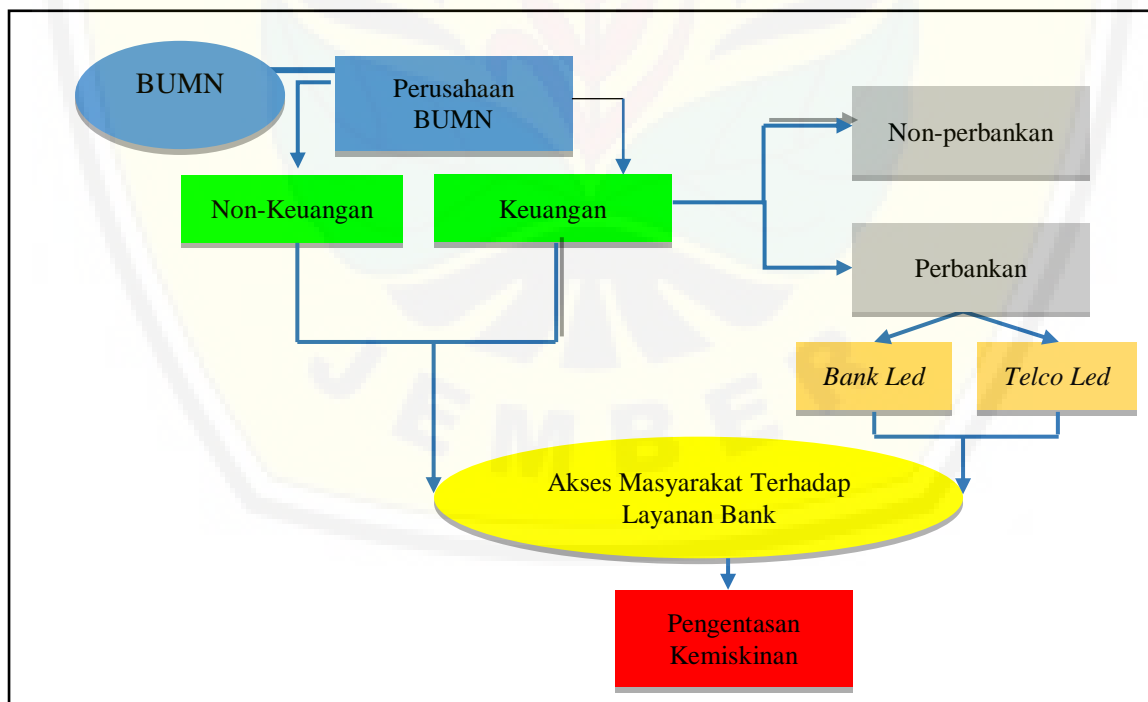 BUMN
Perusahaan
BUMN
Non-perbankan
Non-Keuangan
Keuangan
Perbankan
Bank Led
Telco Led
JEMBER
Akses Masyarakat Terhadap
Layanan Bank
Pengentasan
Kemiskinan